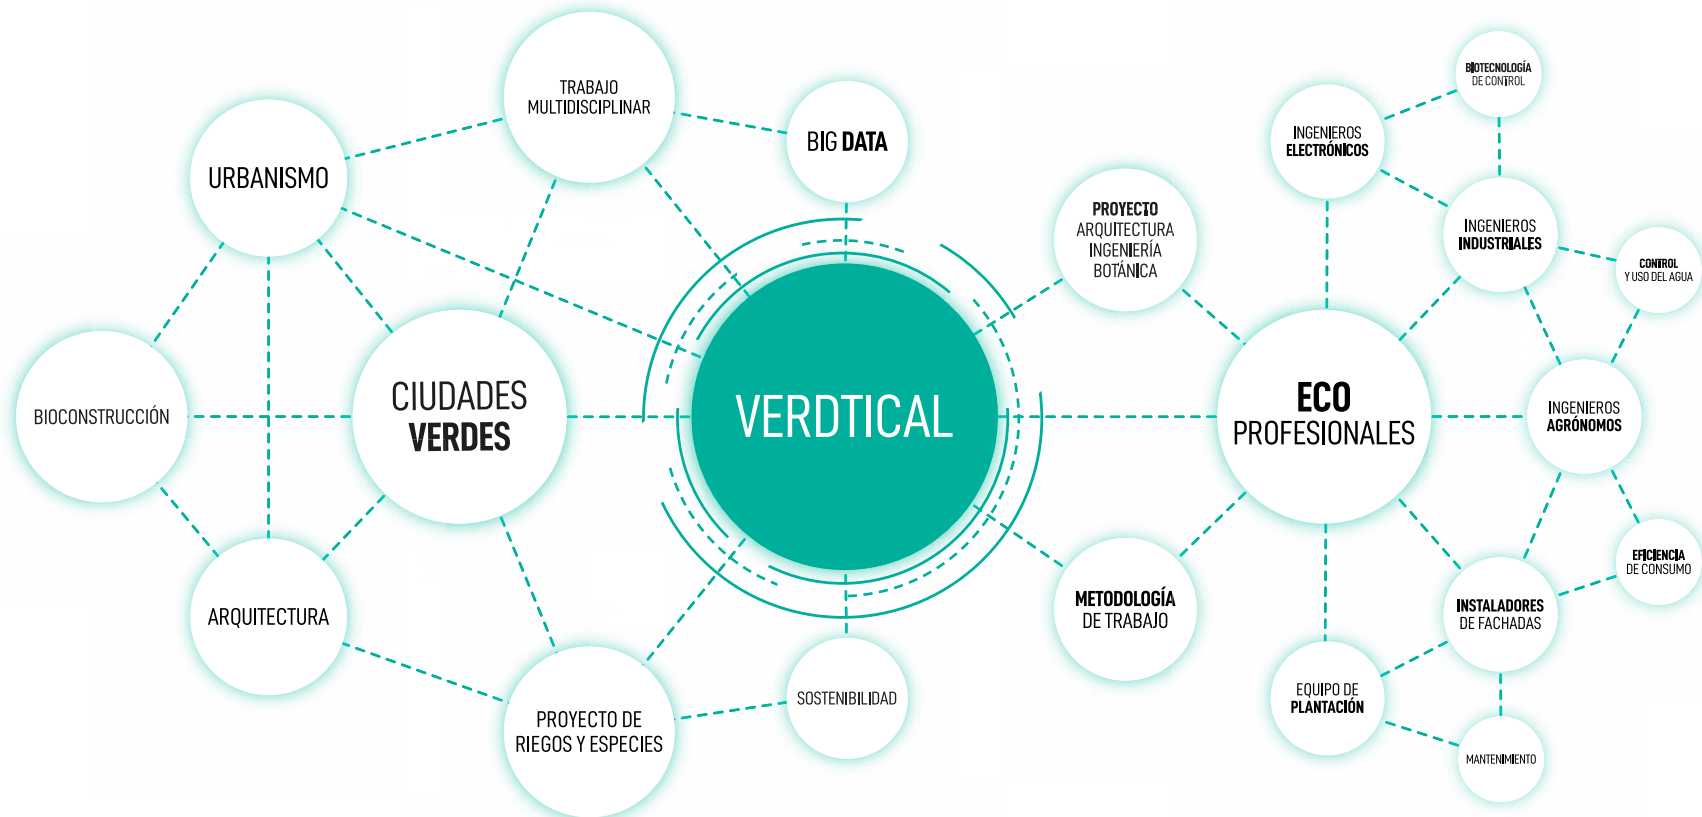 TRABAJO
MULTIDISCIPLINAR
BIG DATA
URBANISMO
BIOCONSTRUCCIÓN
CIUDADES
VERDES
ARQUITECTURA
PROYECTO DE
RIEGOS Y ESPECIES
SOSTENIBILIDAD
VERDTICAL
PROYECTO
ARQUITECTURA
INGENIERÍA
BOTÁNICA
METODOLOGÍA
DE TRABAJO
ECO
PROFESIONALES
BIOTECNOLOGÍA
DE CONTROL
INGENIEROS
ELECTRÓNICOS
INGENIEROS
INDUSTRIALES
CONTROL
Y USO DEL AGUA
INGENIEROS
AGRÓNOMOS
EFICIENCIA
DE CONSUMO
INSTALADORES
DE FACHADAS
EQUIPO DE
PLANTACIÓN
MANTENIMIENTO